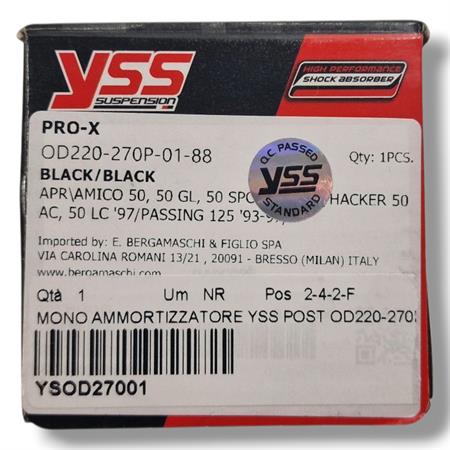 YSS
SUSPENSION
HIGH PERFORMANCE
SHOCK ABSORBER
PRO-X
OD220-270P-01-88
Qty: 1PCS.
BLACK/BLACK
Q.C PASSED
YSS
STANDARD
APR\AMICO 50, 50 GL, 50 SPO HACKER 50
AC, 50 LC '97/PASSING 125 '93-
Imported by: E. BERGAMASCHI & FIGLIO SPA
VIA CAROLINA ROMANI 13/21 , 20091 - BRESSO (MILAN) ITALY
www.bergamaschi.com
Qtà 1 Um NR Pos 2-4-2-F
MONO AMMORTIZZATORE YSS POST OD220-270
YSOD27001